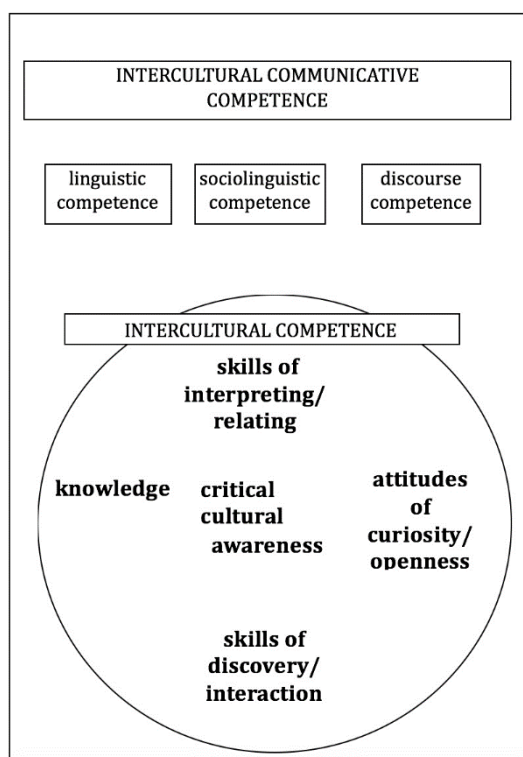 INTERCULTURAL COMMUNICATIVE
COMPETENCE
linguistic
competence
sociolinguistic
competence
discourse
competence
INTERCULTURAL COMPETENCE
skills of
interpreting/
relating
knowledge
critical
cultural
awareness
attitudes
of
curiosity/
openness
skills of
discovery/
interaction